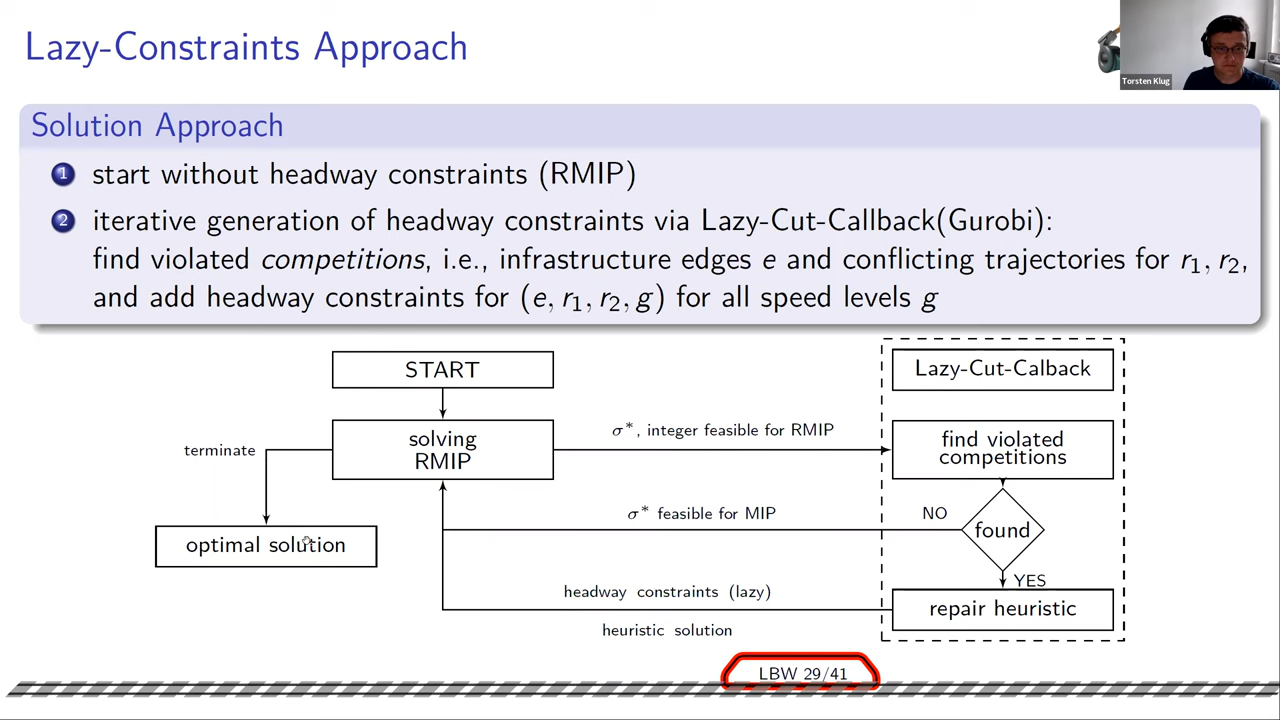 Lazy-Constraints Approach
Torsten Klug
Solution Approach
1 start without headway constraints (RMIP)
2 iterative generation of headway constraints via Lazy-Cut-Callback(Gurobi):
find violated competitions, i.e., infrastructure edges e and conflicting trajectories for r₁, r₂,
and add headway constraints for (e, r₁, r₂, g) for all speed levels g
START
Lazy-Cut-Calback
solving
RMIP
σ*, integer feasible for RMIP
find violated
competitions
terminate
σ* feasible for MIP
NO
found
optimal solution
YES
headway constraints (lazy)
repair heuristic
heuristic solution
LBW 29/41